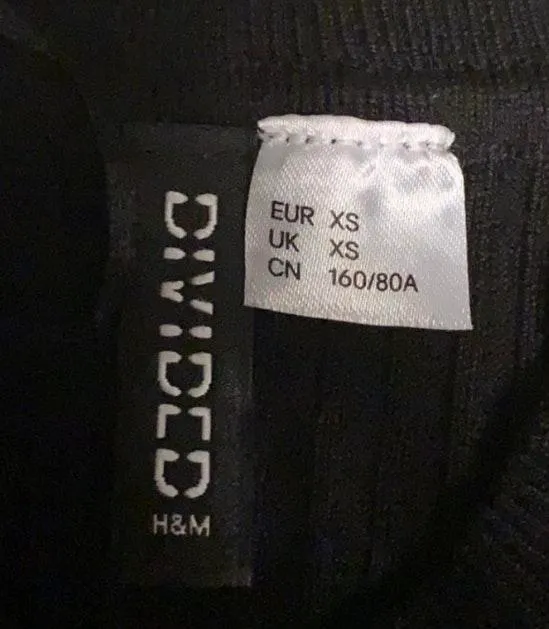 DIVIDED
H&M
EUR XS
UK XS
CN 160/80A